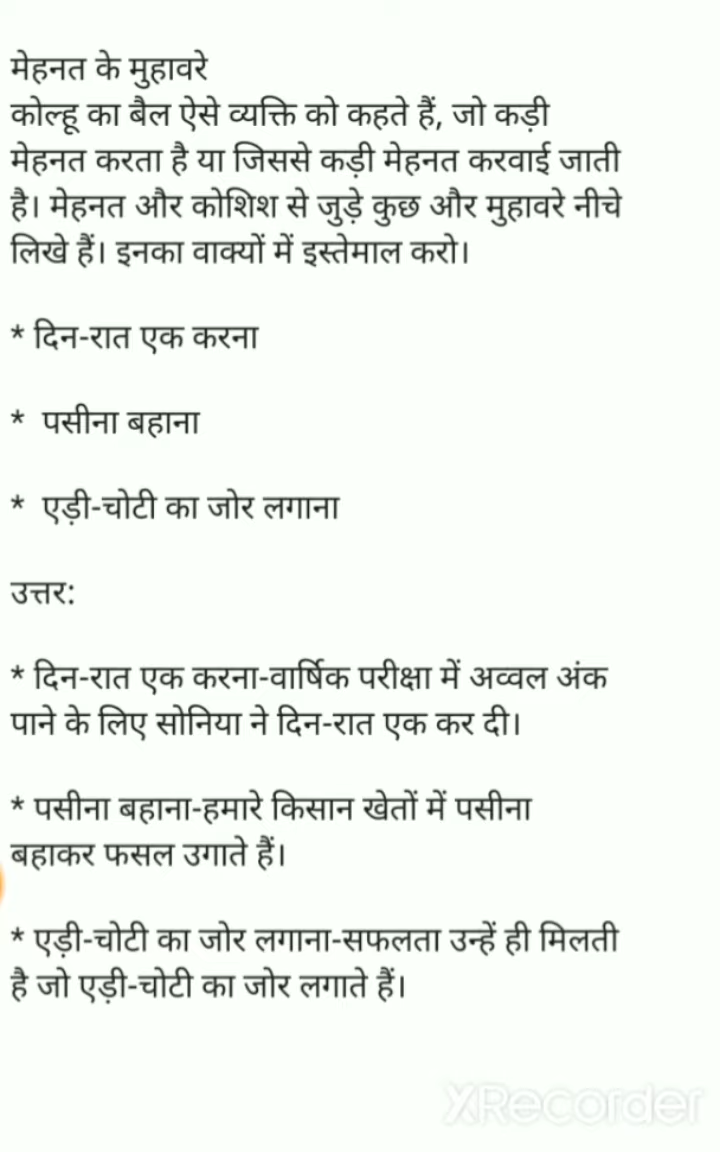 मेहनत के मुहावरे
कोल्हू का बैल ऐसे व्यक्ति को कहते हैं, जो कड़ी
मेहनत करता है या जिससे कड़ी मेहनत करवाई जाती
है। मेहनत और कोशिश से जुड़े कुछ और मुहावरे नीचे
लिखे हैं। इनका वाक्यों में इस्तेमाल करो।
* दिन-रात एक करना
* पसीना बहाना
* एड़ी-चोटी का जोर लगाना
उत्तर:
* दिन-रात एक करना-वार्षिक परीक्षा में अव्वल अंक
पाने के लिए सोनिया ने दिन-रात एक कर दी।
* पसीना बहाना-हमारे किसान खेतों में पसीना
बहाकर फसल उगाते हैं।
* एड़ी-चोटी का जोर लगाना-सफलता उन्हें ही मिलती
है जो एड़ी-चोटी का जोर लगाते हैं।
XRecorder